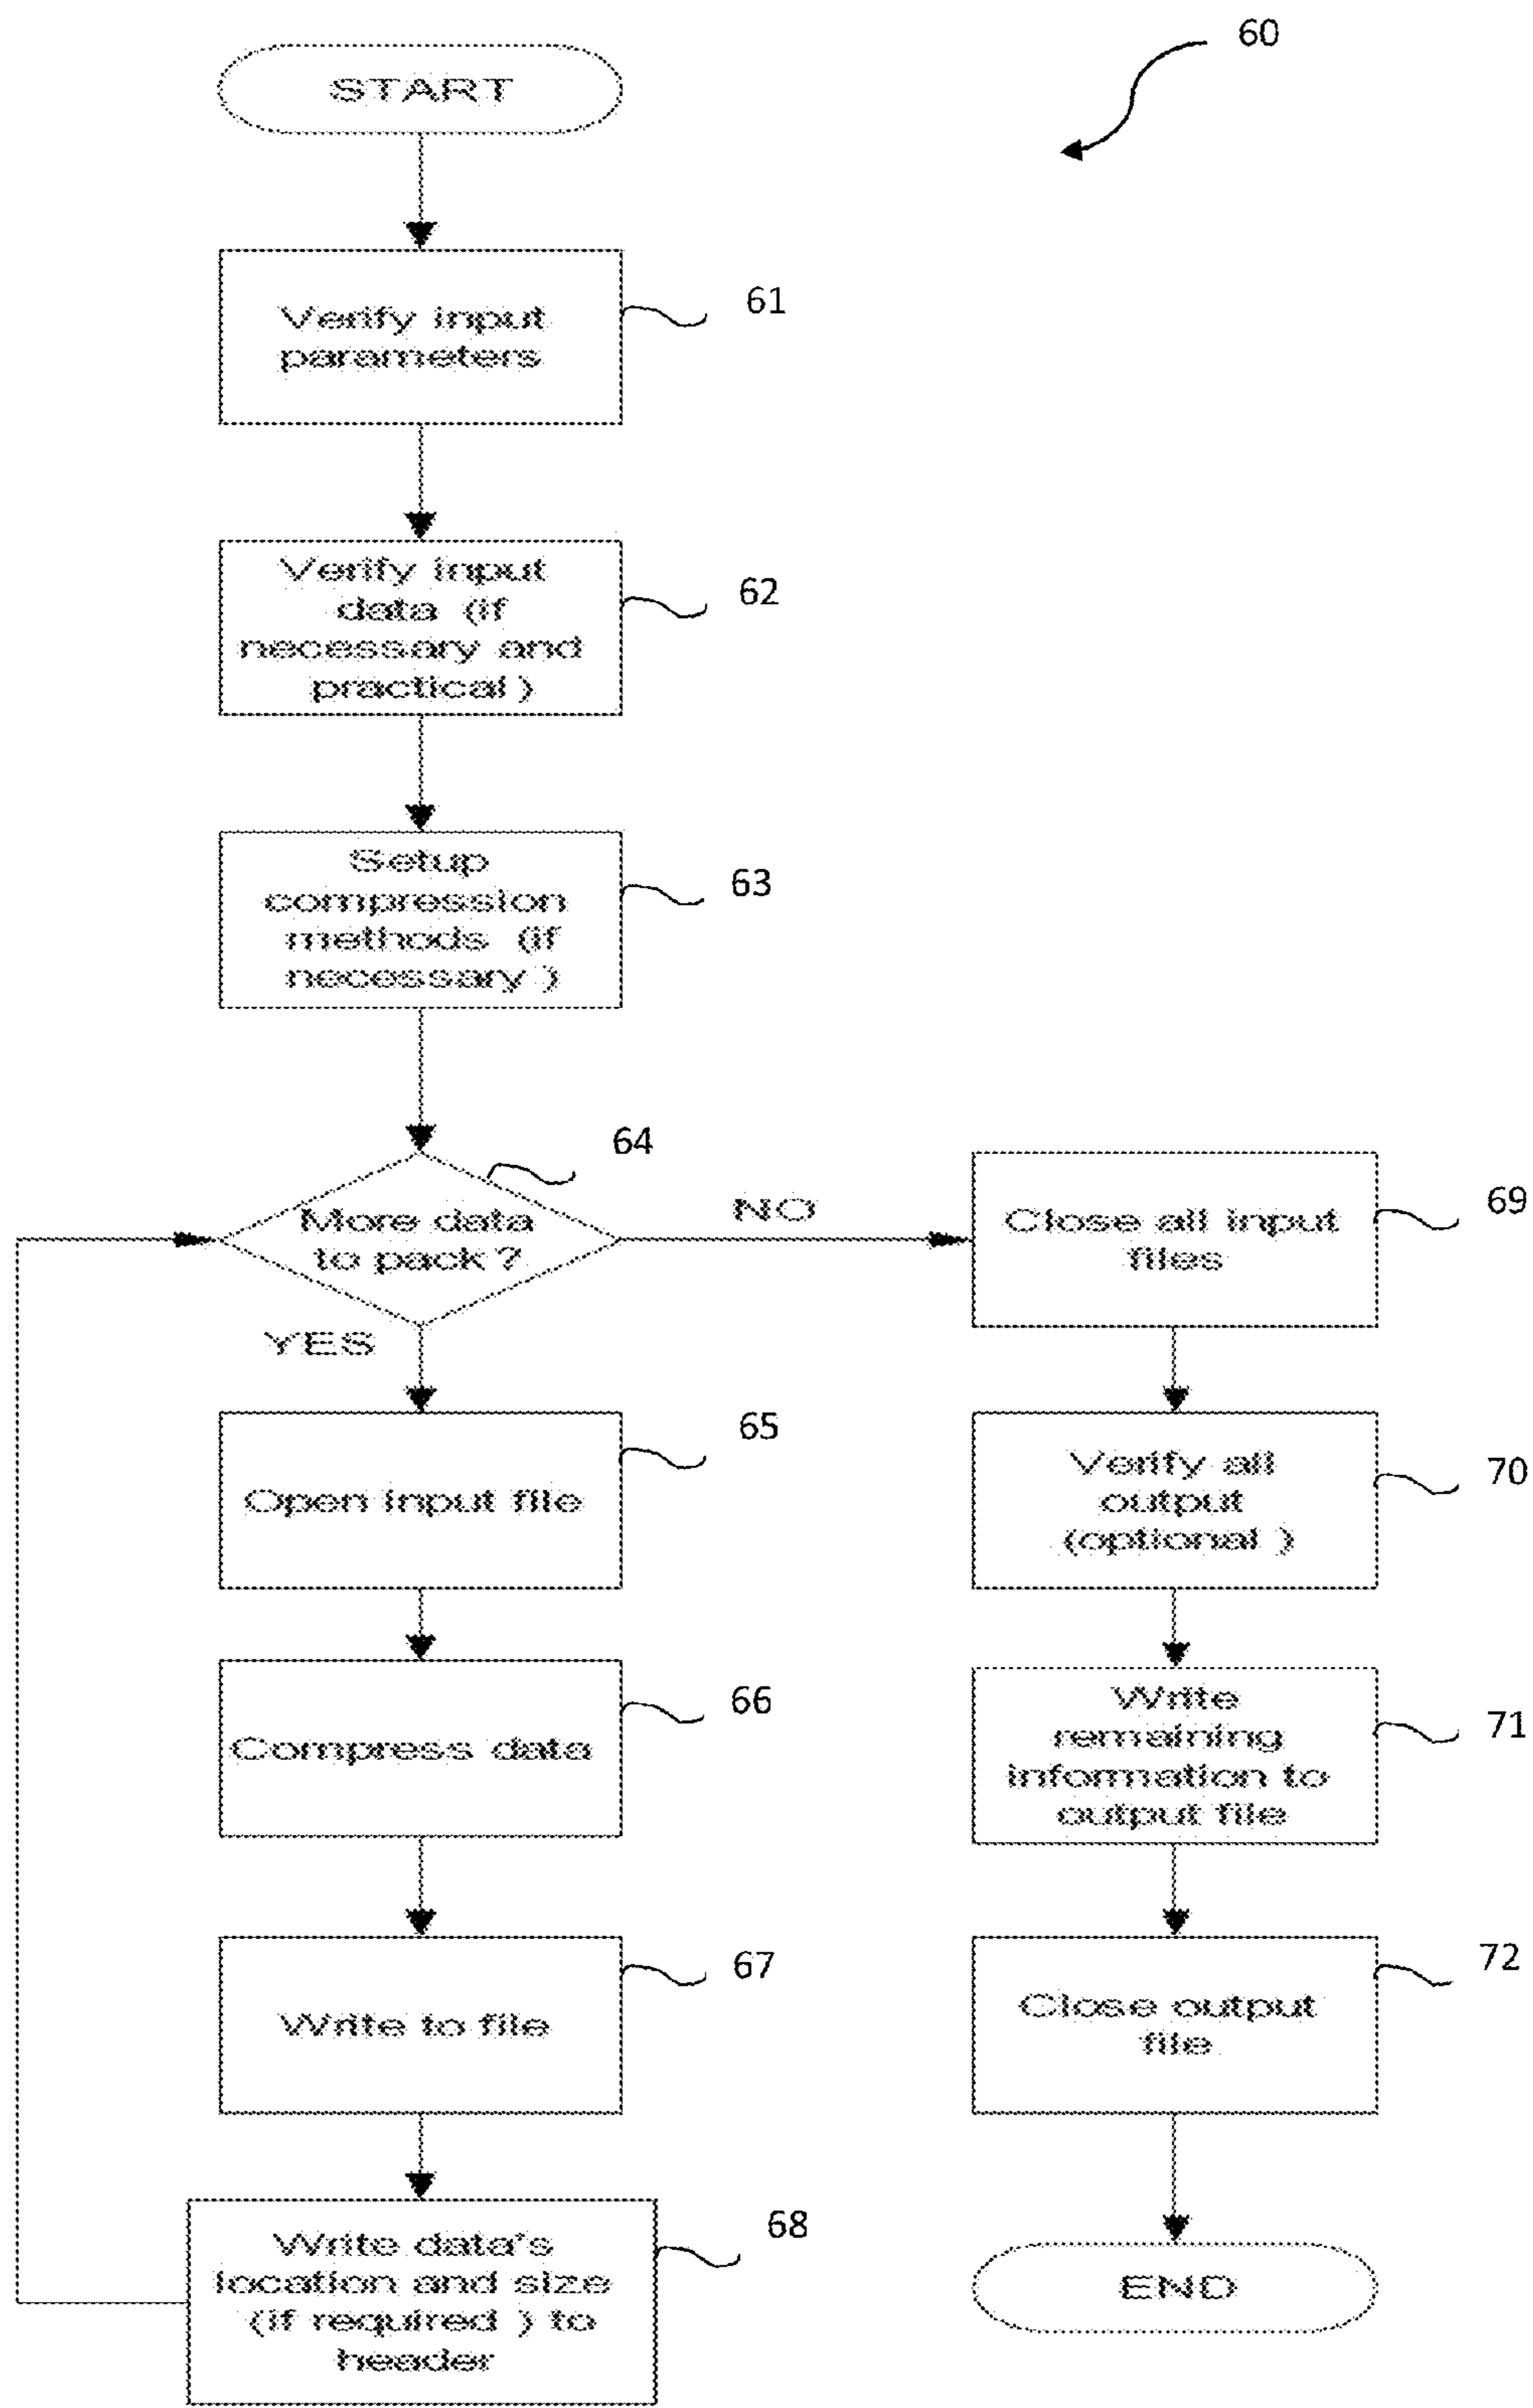 60
START
Verify input
parameters
61
Verify input
data (if
necessary and
practical )
62
Setup
compression
methods (if
necessary )
63
More data
to pack ?
64
YES
NO
Open input file
65
Compress data
66
Write to file
67
Write data's
location and size
(if required ) to
header
68
Close all input
files
69
Verify all
output
(optional )
70
Write
remaining
information to
output file
71
Close output
file
72
END